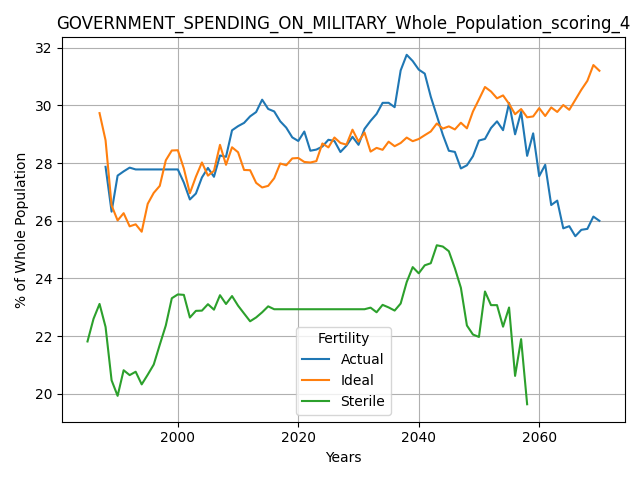 GOVERNMENT_SPENDING_ON_MILITARY_Whole_Population_scoring_4
32
30
28
26
24
22
20
% of Whole Population
Fertility
Actual
Ideal
Sterile
2000 2020 2040 2060
Years